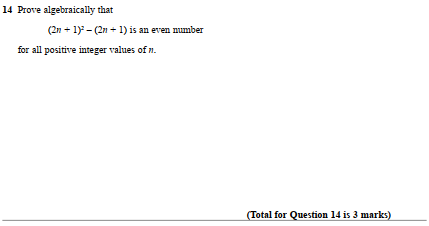 14 Prove algebraically that
(2n + 1)² – (2n + 1) is an even number
for all positive integer values of n.
(Total for Question 14 is 3 marks)